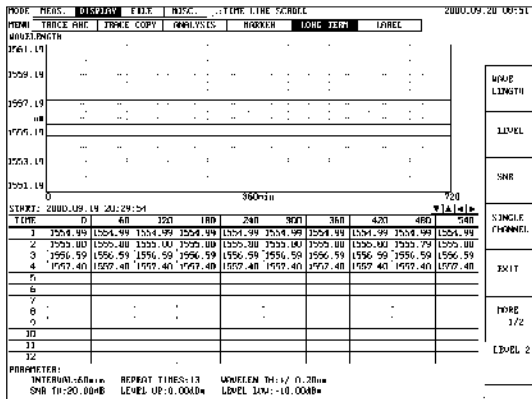 MODE MEAS. DISPLAY FILE MISC. .:TIME LINE SCROLL 2000.09.20 08:51
MENU TRACE TRACE COPY ANALYSIS MARKER LONG TERM LABEL
WAVELENGTH
1561.19
1559.19
1557.19
nm
1555.19
1553.19
1551.19
0 360min 720
START: 2000.09.19 20:29:54
TIME 0 60 120 180 240 300 360 420 480 540
1 1554.99 1554.99 1554.99 1554.99 1554.99 1554.99 1554.99 1554.99 1554.99 1554.99
2 1555.80 1555.80 1555.80 1555.80 1555.80 1555.80 1555.80 1555.80 1555.79 1555.80
3 1556.59 1556.59 1556.59 1556.59 1556.59 1556.59 1556.59 1556.59 1556.59 1556.59
4 1557.40 1557.40 1557.40 1557.40 1557.40 1557.40 1557.40 1557.40 1557.40 1557.40
5
6
7
8
9
10
11
12
PARAMETER:
INTERVAL:60min REPEAT TIMES:13 WAVELEN TH:+/ 0.20nm
SNR TH:20.00dB LEVEL UP:0.00dBm LEVEL LOW:-10.00dBm
WAVE
LENGTH
LEVEL
SNR
SINGLE
CHANNEL
EXIT
MORE
1/2
LEVEL 2